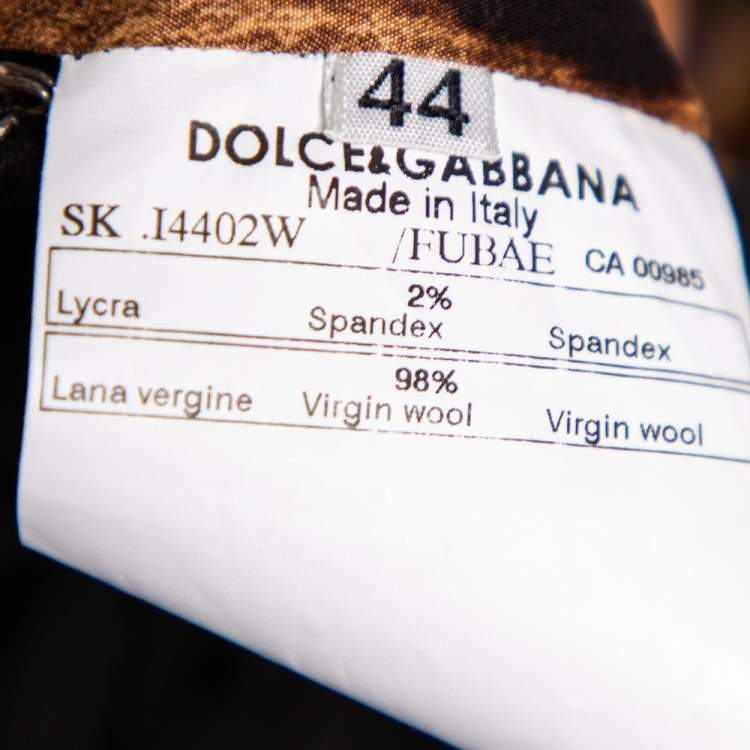 44
DOLCE&GABBANA
Made in Italy
SK .I4402W /FUBAE CA 00985
2%
Lycra Spandex Spandex
98%
Lana vergine Virgin wool Virgin wool